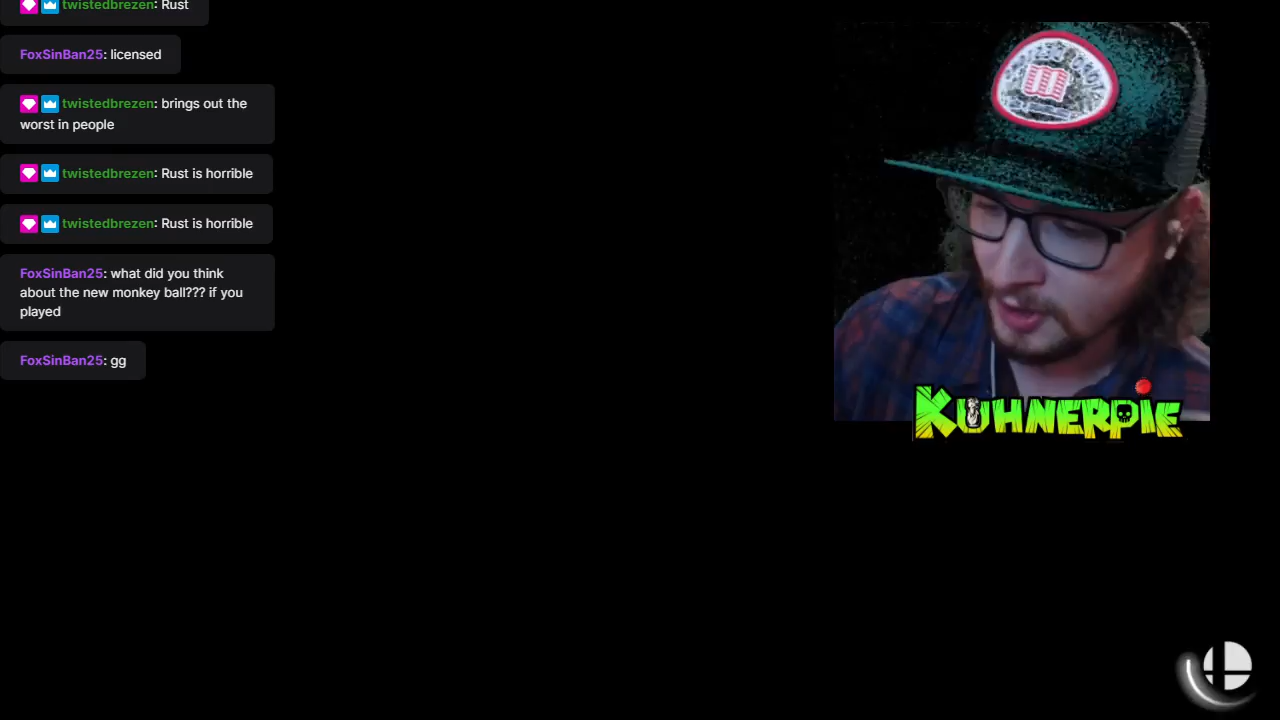 twistedbrezen: Rust
FoxSinBan25: licensed
twistedbrezen: brings out the
worst in people
twistedbrezen: Rust is horrible
twistedbrezen: Rust is horrible
FoxSinBan25: what did you think
about the new monkey ball??? if you
played
FoxSinBan25: gg
KUHNERPIE